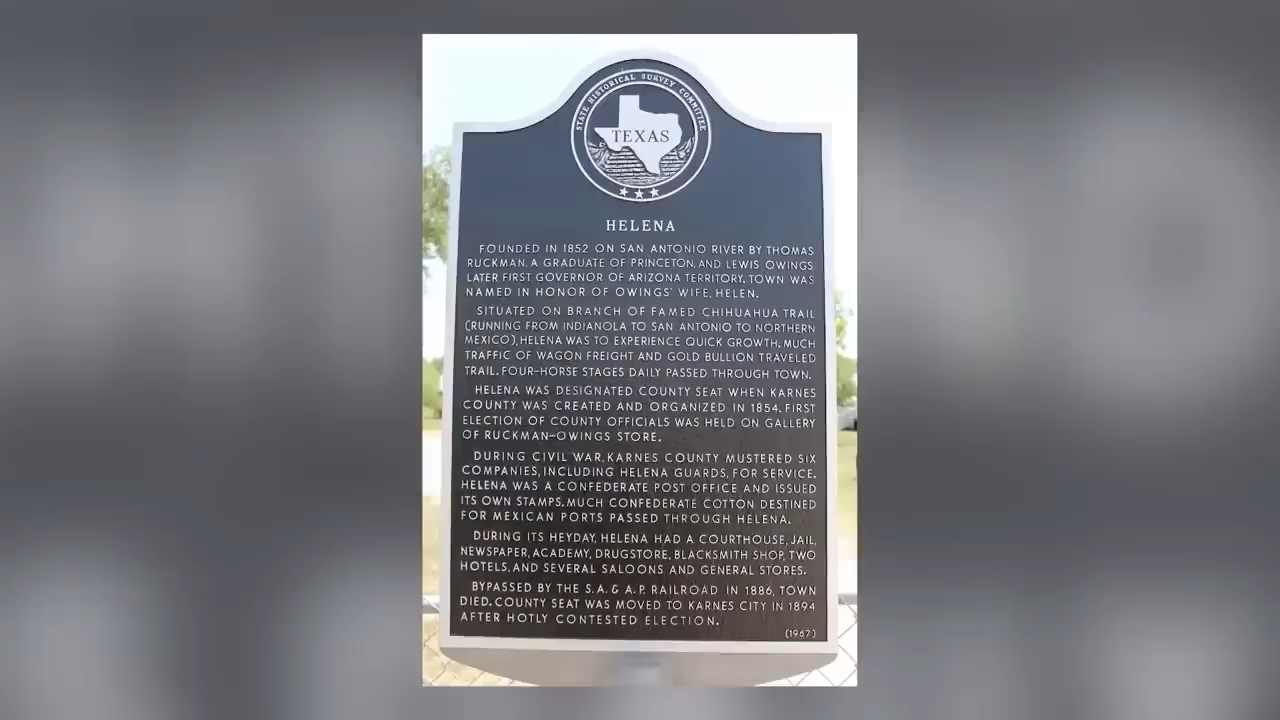 STATE HISTORICAL SURVEY COMMITTEE
TEXAS
HELENA
FOUNDED IN 1852 ON SAN ANTONIO RIVER BY THOMAS
RUCKMAN, A GRADUATE OF PRINCETON, AND LEWIS OWINGS,
LATER FIRST GOVERNOR OF ARIZONA TERRITORY. TOWN WAS
NAMED IN HONOR OF OWINGS' WIFE, HELEN.
SITUATED ON BRANCH OF FAMED CHIHUAHUA TRAIL
(RUNNING FROM INDIANOLA TO SAN ANTONIO TO NORTHERN
MEXICO), HELENA WAS TO EXPERIENCE QUICK GROWTH. MUCH
TRAFFIC OF WAGON FREIGHT AND GOLD BULLION TRAVELED
TRAIL. FOUR-HORSE STAGES DAILY PASSED THROUGH TOWN.
HELENA WAS DESIGNATED COUNTY SEAT WHEN KARNES
COUNTY WAS CREATED AND ORGANIZED IN 1854. FIRST
ELECTION OF COUNTY OFFICIALS WAS HELD ON GALLERY
OF RUCKMAN-OWINGS STORE.
DURING CIVIL WAR, KARNES COUNTY MUSTERED SIX
COMPANIES, INCLUDING HELENA GUARDS, FOR SERVICE.
HELENA WAS A CONFEDERATE POST OFFICE AND ISSUED
ITS OWN STAMPS. MUCH CONFEDERATE COTTON DESTINED
FOR MEXICAN PORTS PASSED THROUGH HELENA.
DURING ITS HEYDAY, HELENA HAD A COURTHOUSE, JAIL,
NEWSPAPER, ACADEMY, DRUGSTORE, BLACKSMITH SHOP, TWO
HOTELS, AND SEVERAL SALOONS AND GENERAL STORES.
BYPASSED BY THE S.A. & A.P. RAILROAD IN 1886, TOWN
DIED. COUNTY SEAT WAS MOVED TO KARNES CITY IN 1894
AFTER HOTLY CONTESTED ELECTION.
(1967)